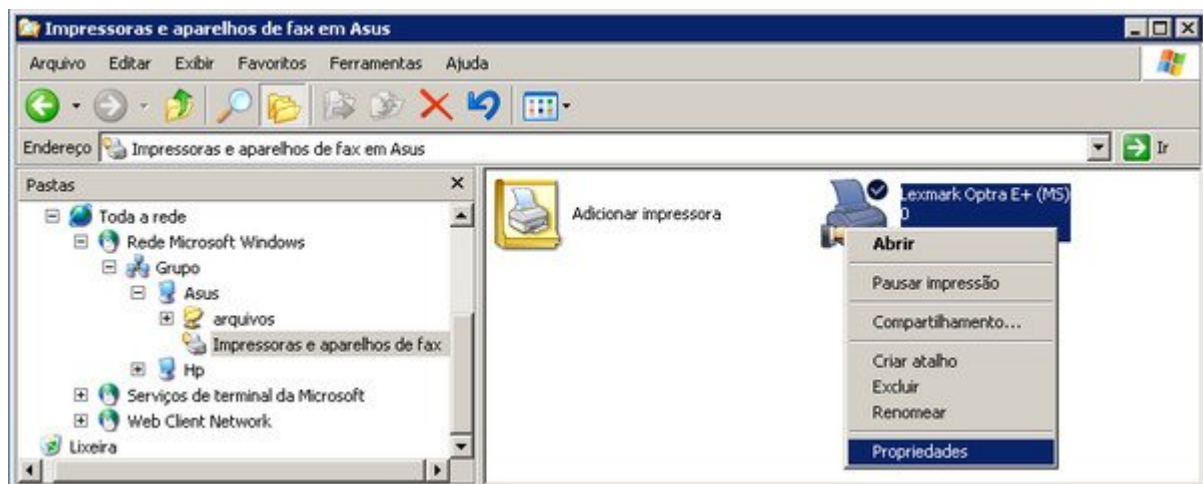 Impressoras e aparelhos de fax em Asus
Arquivo Editar Exibir Favoritos Ferramentas Ajuda
Endereço Impressoras e aparelhos de fax em Asus Ir
Pastas
Toda a rede
Rede Microsoft Windows
Grupo
Asus
arquivos
Impressoras e aparelhos de fax
Hp
Serviços de terminal da Microsoft
Web Client Network
Lixeira
Adicionar impressora
Lexmark Optra E+ (MS)
0
Abrir
Pausar impressão
Compartilhamento...
Criar atalho
Excluir
Renomear
Propriedades